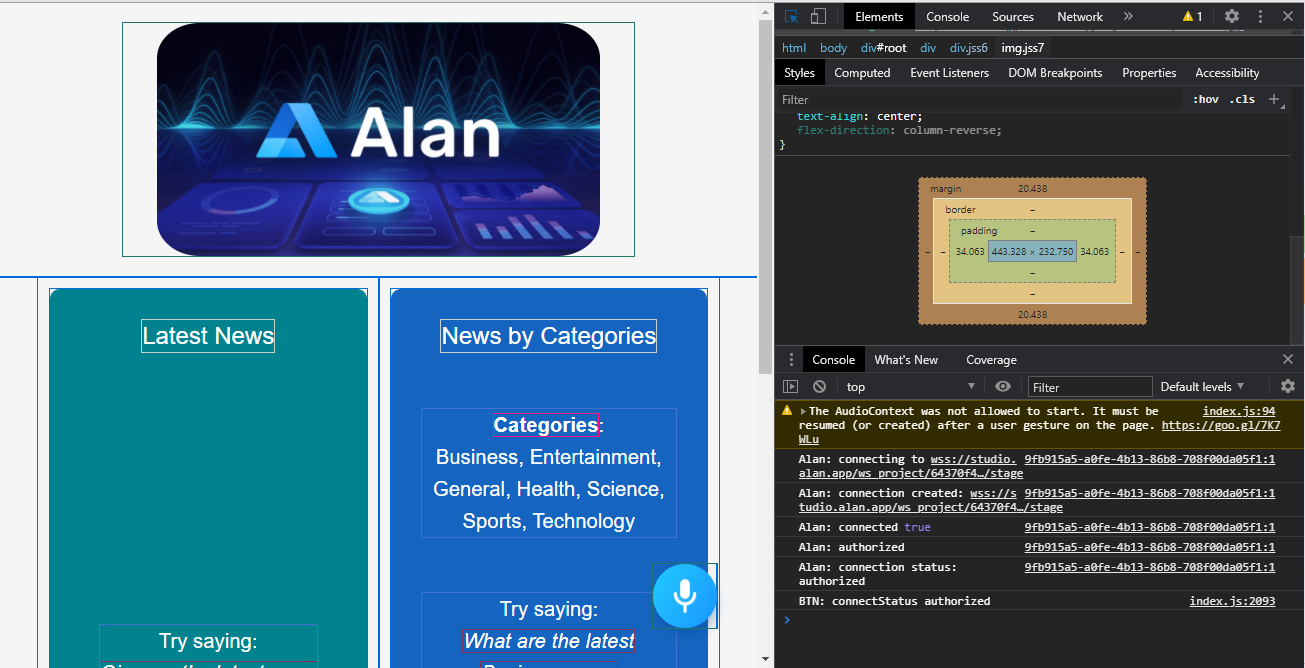 Alan
Latest News
Try saying:
News by Categories
Categories:
Business, Entertainment,
General, Health, Science,
Sports, Technology
Try saying:
What are the latest
Elements Console Sources Network » 1
html body div#root div div.jss6 img.jss7
Styles Computed Event Listeners DOM Breakpoints Properties Accessibility
Filter :hov .cls +
text-align: center;
flex-direction: column-reverse;
}
margin 20.438
border –
padding –
– – 34.063 443.328 × 232.750 34.063 – –
–
–
20.438
Console What's New Coverage
top Filter Default levels
The AudioContext was not allowed to start. It must be index.js:94
resumed (or created) after a user gesture on the page. https://goo.gl/7K7
WLu
Alan: connecting to wss://studio. 9fb915a5-a0fe-4b13-86b8-708f00da05f1:1
alan.app/ws_project/64370f4…/stage
Alan: connection created: wss://s 9fb915a5-a0fe-4b13-86b8-708f00da05f1:1
tudio.alan.app/ws_project/64370f4…/stage
Alan: connected true 9fb915a5-a0fe-4b13-86b8-708f00da05f1:1
Alan: authorized 9fb915a5-a0fe-4b13-86b8-708f00da05f1:1
Alan: connection status: 9fb915a5-a0fe-4b13-86b8-708f00da05f1:1
authorized
BTN: connectStatus authorized index.js:2093